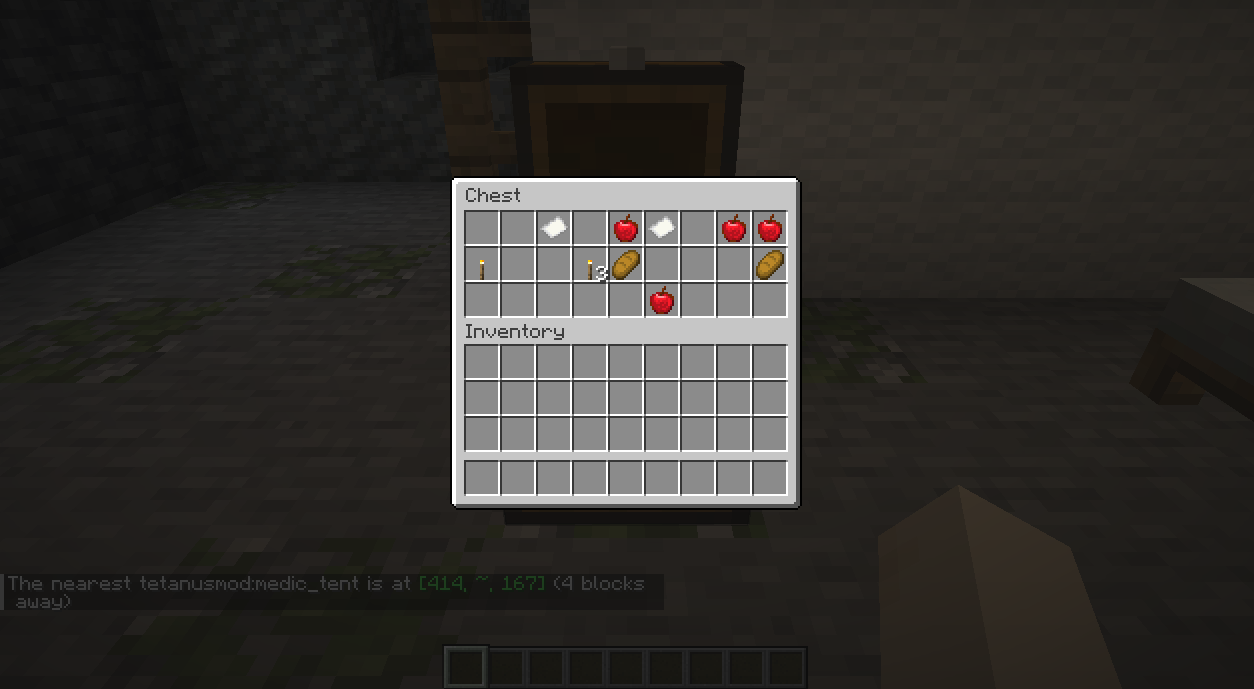 Chest
3
Inventory
The nearest tetanusmod:medic_tent is at [414, ~, 167] (4 blocks
away)